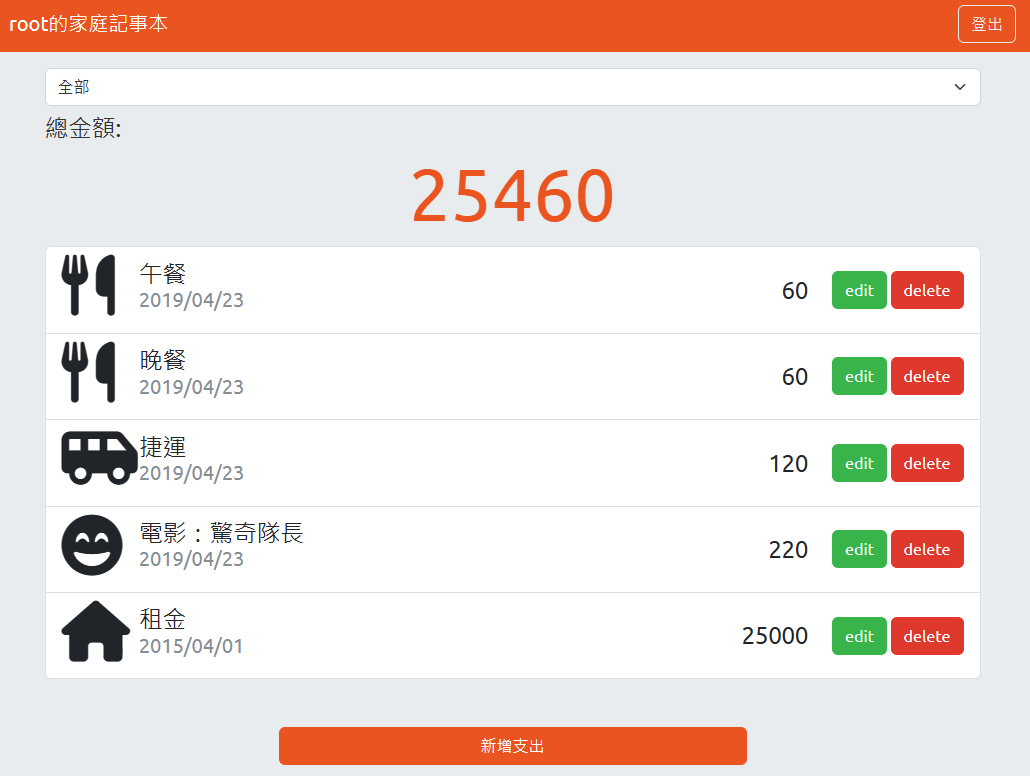 root的家庭記事本
登出
全部
總金額:
25460
午餐
2019/04/23
60
edit
delete
晚餐
2019/04/23
60
edit
delete
捷運
2019/04/23
120
edit
delete
電影：驚奇隊長
2019/04/23
220
edit
delete
租金
2015/04/01
25000
edit
delete
新增支出